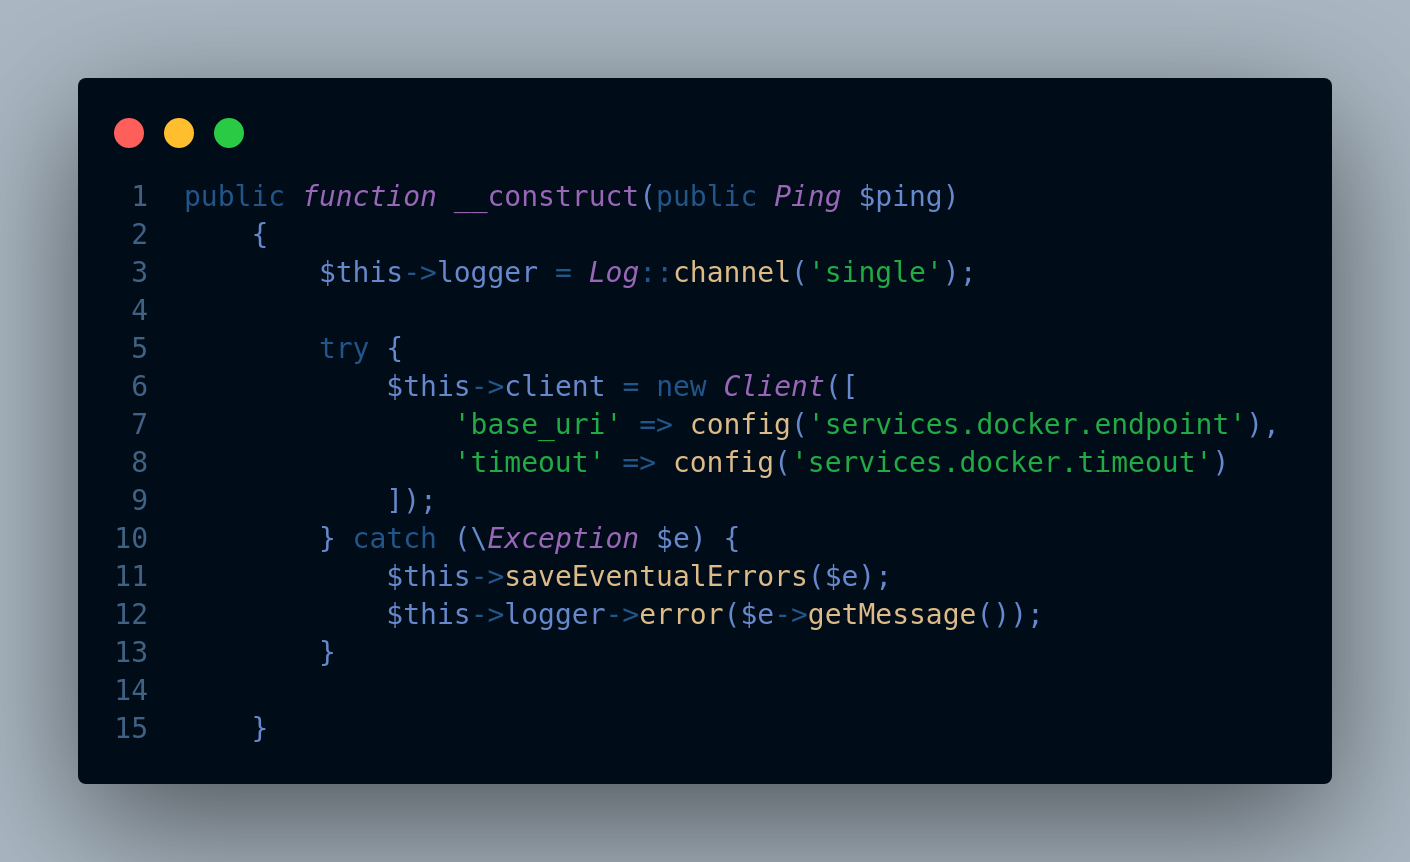 1 public function __construct(public Ping $ping)
2     {
3         $this->logger = Log::channel('single');
4
5         try {
6             $this->client = new Client([
7                 'base_uri' => config('services.docker.endpoint'),
8                 'timeout' => config('services.docker.timeout')
9             ]);
10         } catch (\Exception $e) {
11             $this->saveEventualErrors($e);
12             $this->logger->error($e->getMessage());
13         }
14
15     }